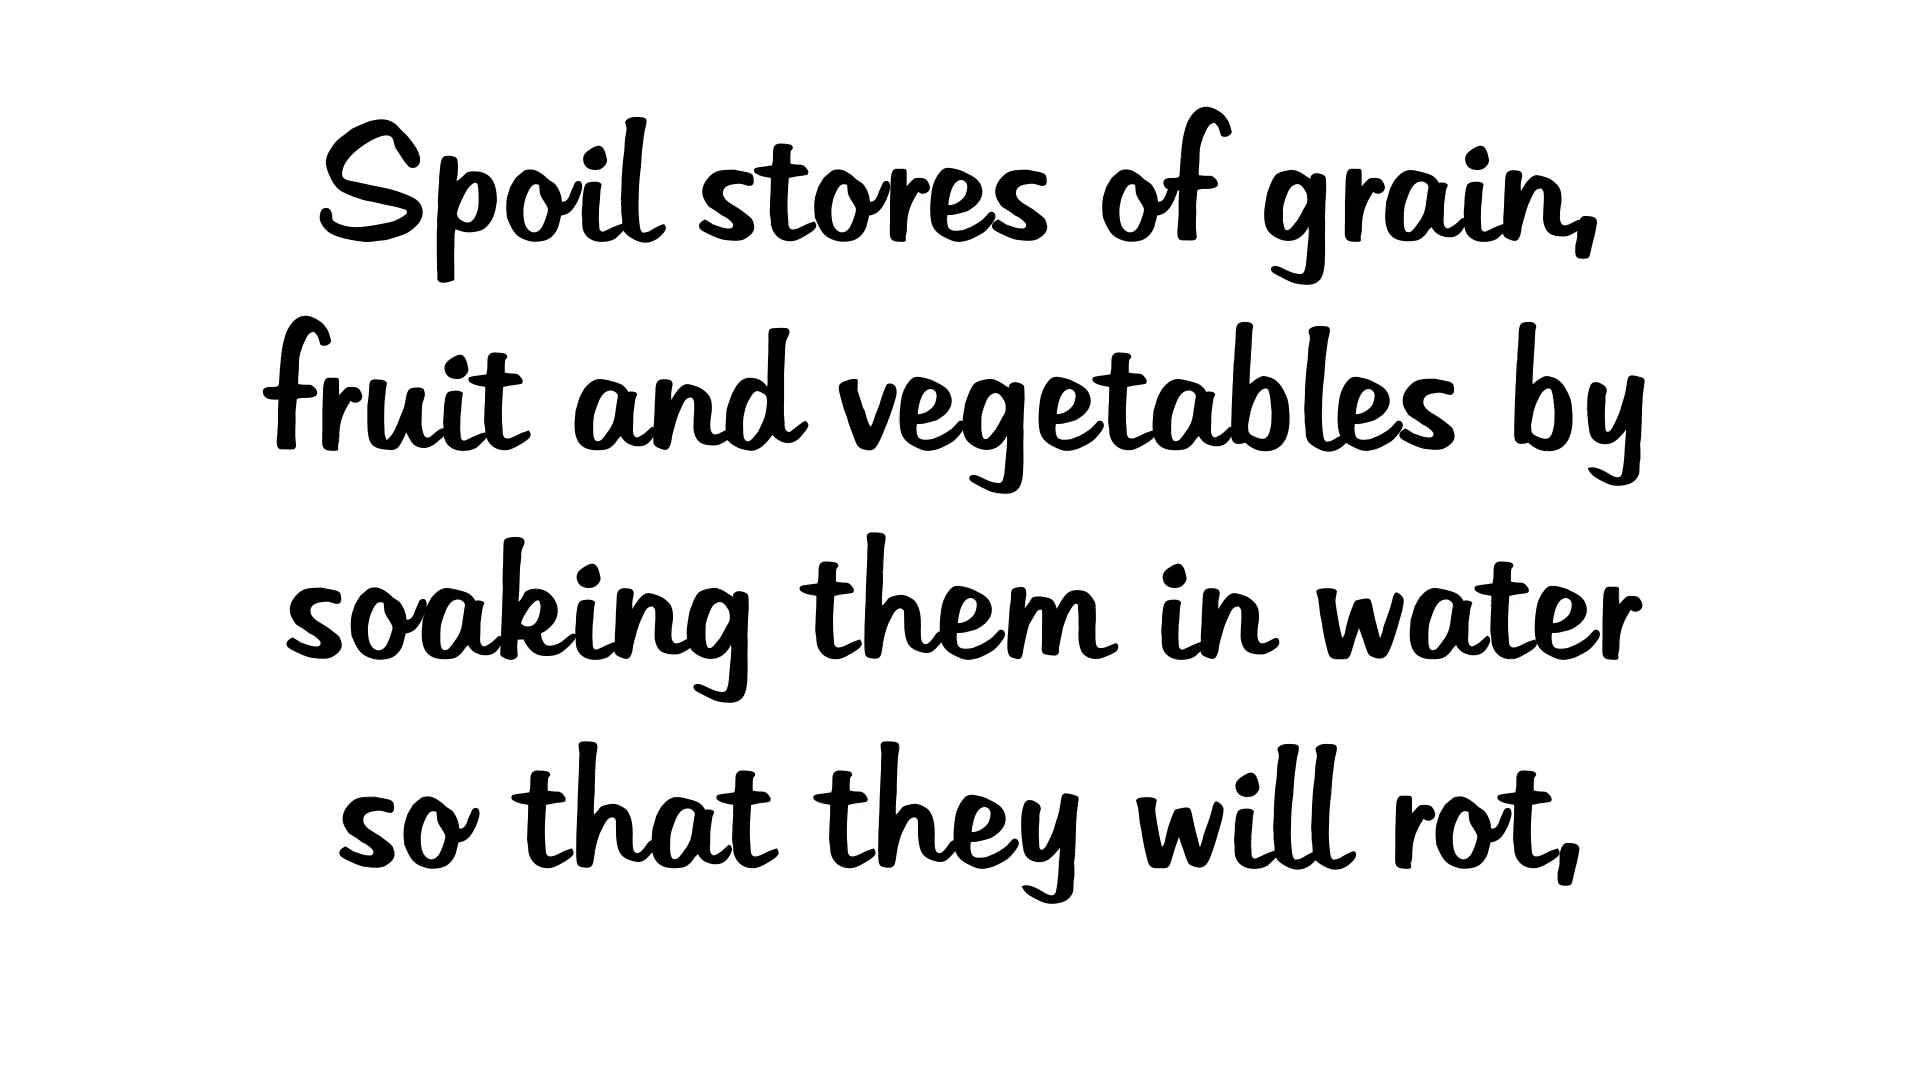 Spoil stores of grain,
fruit and vegetables by
soaking them in water
so that they will rot,